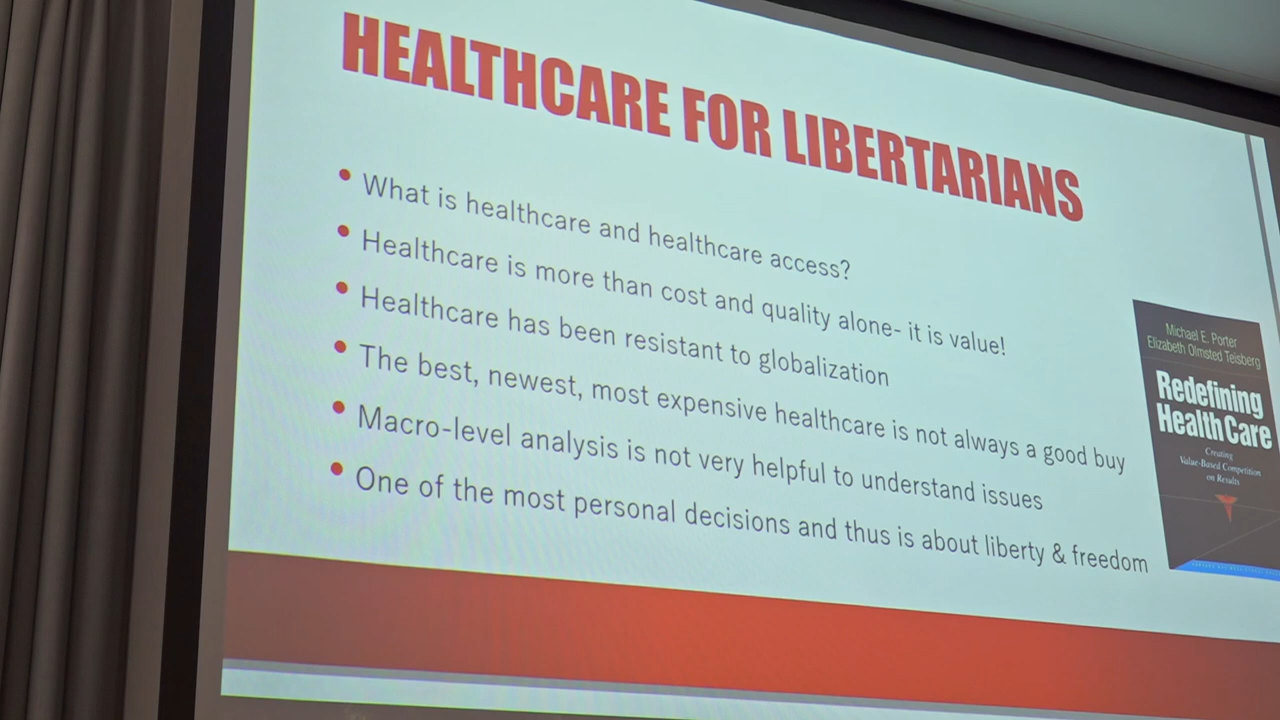 HEALTHCARE FOR LIBERTARIANS
• What is healthcare and healthcare access?
• Healthcare is more than cost and quality alone- it is value!
• Healthcare has been resistant to globalization
• The best, newest, most expensive healthcare is not always a good buy
• Macro-level analysis is not very helpful to understand issues
• One of the most personal decisions and thus is about liberty & freedom
Michael E. Porter
Elizabeth Olmsted Teisberg
Redefining
Health Care
Creating
Value-Based Competition
on Results